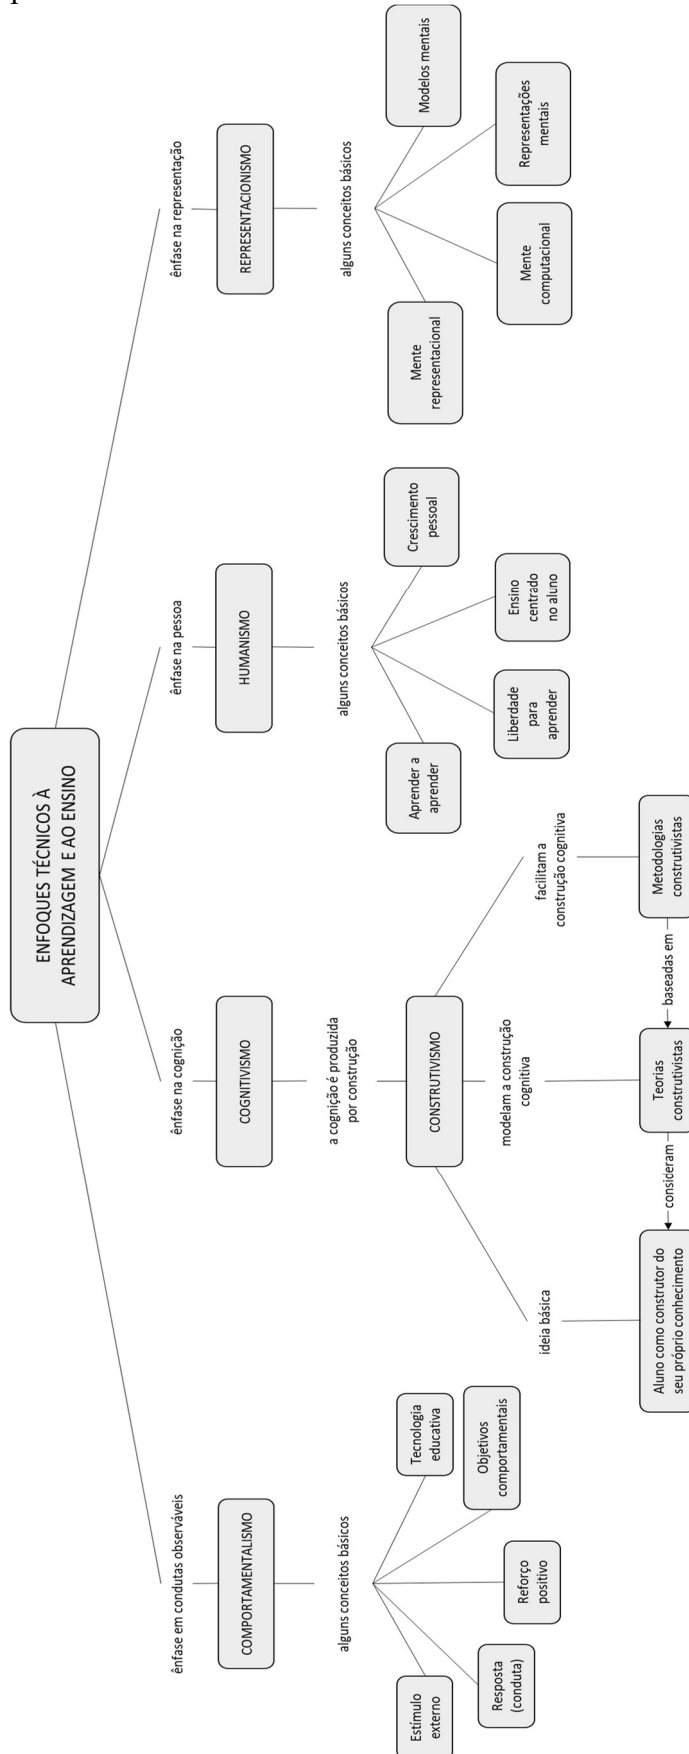 ENFOQUES TÉCNICOS À
APRENDIZAGEM E AO ENSINO
ênfase em condutas observáveis
COMPORTAMENTALISMO
alguns conceitos básicos
Estímulo
externo
Resposta
(conduta)
Reforço
positivo
Objetivos
comportamentais
Tecnologia
educativa
ênfase na cognição
COGNITIVISMO
a cognição é produzida
por construção
CONSTRUTIVISMO
ideia básica
Aluno como construtor do
seu próprio conhecimento
consideram
modelam a construção
cognitiva
Teorias
construtivistas
baseadas em
facilitam a
construção cognitiva
Metodologias
construtivistas
ênfase na pessoa
HUMANISMO
alguns conceitos básicos
Aprender a
aprender
Liberdade
para
aprender
Ensino
centrado
no aluno
Crescimento
pessoal
ênfase na representação
REPRESENTACIONISMO
alguns conceitos básicos
Mente
representacional
Mente
computacional
Representações
mentais
Modelos mentais